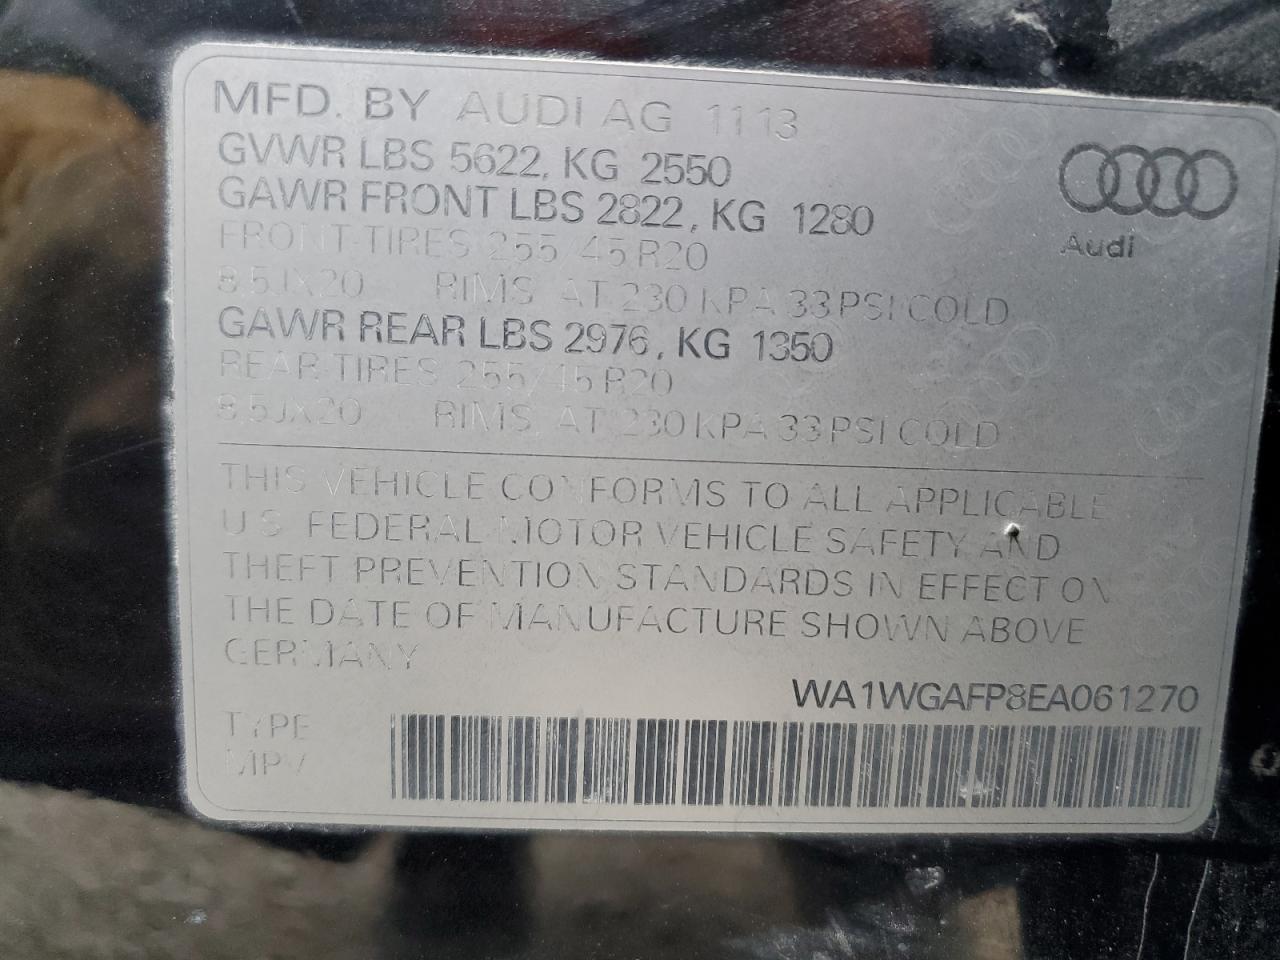 MFD. BY AUDI AG 1113
GVWR LBS 5622, KG 2550
GAWR FRONT LBS 2822, KG 1280
FRONT-TIRES 255/45 R20
8.5JX20 RIMS AT 230 KPA 33 PSI COLD
GAWR REAR LBS 2976, KG 1350
REAR-TIRES 255/45 R20
8.5JX20 RIMS AT 230 KPA 33 PSI COLD
Audi
THIS VEHICLE CONFORMS TO ALL APPLICABLE
U.S. FEDERAL MOTOR VEHICLE SAFETY AND
THEFT PREVENTION STANDARDS IN EFFECT ON
THE DATE OF MANUFACTURE SHOWN ABOVE
GERMANY
WA1WGAFP8EA061270
TYPE
MPV